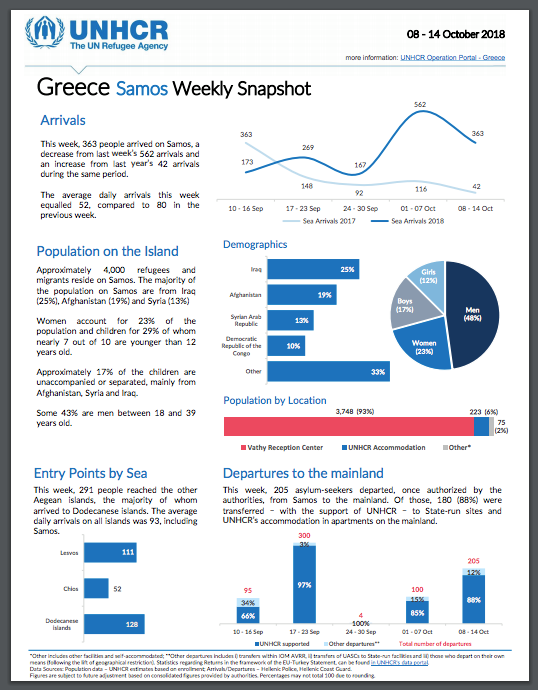 UNHCR
The UN Refugee Agency
08 - 14 October 2018
more information: UNHCR Operation Portal - Greece
Greece Samos Weekly Snapshot
Arrivals
This week, 363 people arrived on Samos, a
decrease from last week's 562 arrivals and
an increase from last year's 42 arrivals
during the same period.
The average daily arrivals this week
equalled 52, compared to 80 in the
previous week.
562
363
269
363
173
167
148
92
116
42
10 - 16 Sep
17 - 23 Sep
24 - 30 Sep
01 - 07 Oct
08 - 14 Oct
Sea Arrivals 2017
Sea Arrivals 2018
Population on the Island
Approximately 4,000 refugees and
migrants reside on Samos. The majority of
the population on Samos are from Iraq
(25%), Afghanistan (19%) and Syria (13%)
Women account for 23% of the
population and children for 29% of whom
nearly 7 out of 10 are younger than 12
years old.
Approximately 17% of the children are
unaccompanied or separated, mainly from
Afghanistan, Syria and Iraq.
Some 43% are men between 18 and 39
years old.
Demographics
Iraq
25%
Afghanistan
19%
Syrian Arab
Republic
13%
Democratic
Republic of the
Congo
10%
Other
33%
Girls
(12%)
Boys
(17%)
Men
(48%)
Women
(23%)
Population by Location
3,748 (93%)
223 (6%)
75
(2%)
Vathy Reception Center
UNHCR Accommodation
Other*
Entry Points by Sea
This week, 291 people reached the other
Aegean islands, the majority of whom
arrived to Dodecanese islands. The average
daily arrivals on all islands was 93, including
Samos.
Lesvos
111
Chios
52
Dodecanese
Islands
128
Departures to the mainland
This week, 205 asylum-seekers departed, once authorized by the
authorities, from Samos to the mainland. Of those, 180 (88%) were
transferred – with the support of UNHCR – to State-run sites and
UNHCR's accommodation in apartments on the mainland.
95
34%
66%
300
3%
97%
4
100%
100
15%
85%
205
12%
88%
10 - 16 Sep
17 - 23 Sep
24 - 30 Sep
01 - 07 Oct
08 - 14 Oct
UNHCR supported
Other departures**
Total number of departures
*Other includes other facilities and self-accommodated; **Other departures includes i) transfers within IOM AVRR, ii) transfers of UASCs to State-run facilities and iii) those who depart on their own
means (following the lift of geographical restriction). Statistics regarding Returns in the framework of the EU-Turkey Statement, can be found in UNHCR's data portal.
Data Sources: Population data – UNHCR estimates based on enrolment; Arrivals/Departures – Hellenic Police, Hellenic Coast Guard.
Figures are subject to future adjustment based on consolidated figures provided by authorities. Percentages may not total 100 due to rounding.